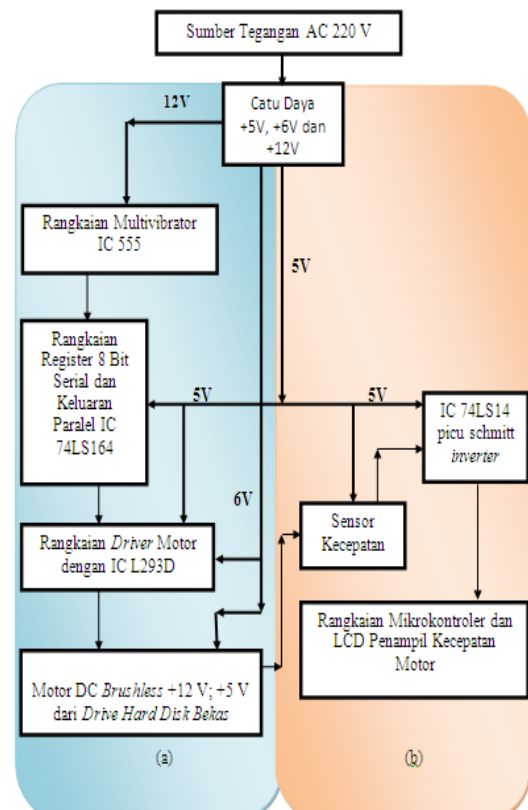 Sumber Tegangan AC 220 V
12V
Catu Daya
+5V, +6V dan
+12V
Rangkaian Multivibrator
IC 555
5V
Rangkaian
Register 8 Bit
Serial dan
Keluaran
Paralel IC
74LS164
5V
5V
IC 74LS14
picu schmitt
inverter
6V
Sensor
Kecepatan
Rangkaian Driver Motor
dengan IC L293D
Rangkaian Mikrokontroler dan
LCD Penampil Kecepatan
Motor
Motor DC Brushless +12 V; +5 V
dari Drive Hard Disk Bekas
(a)
(b)